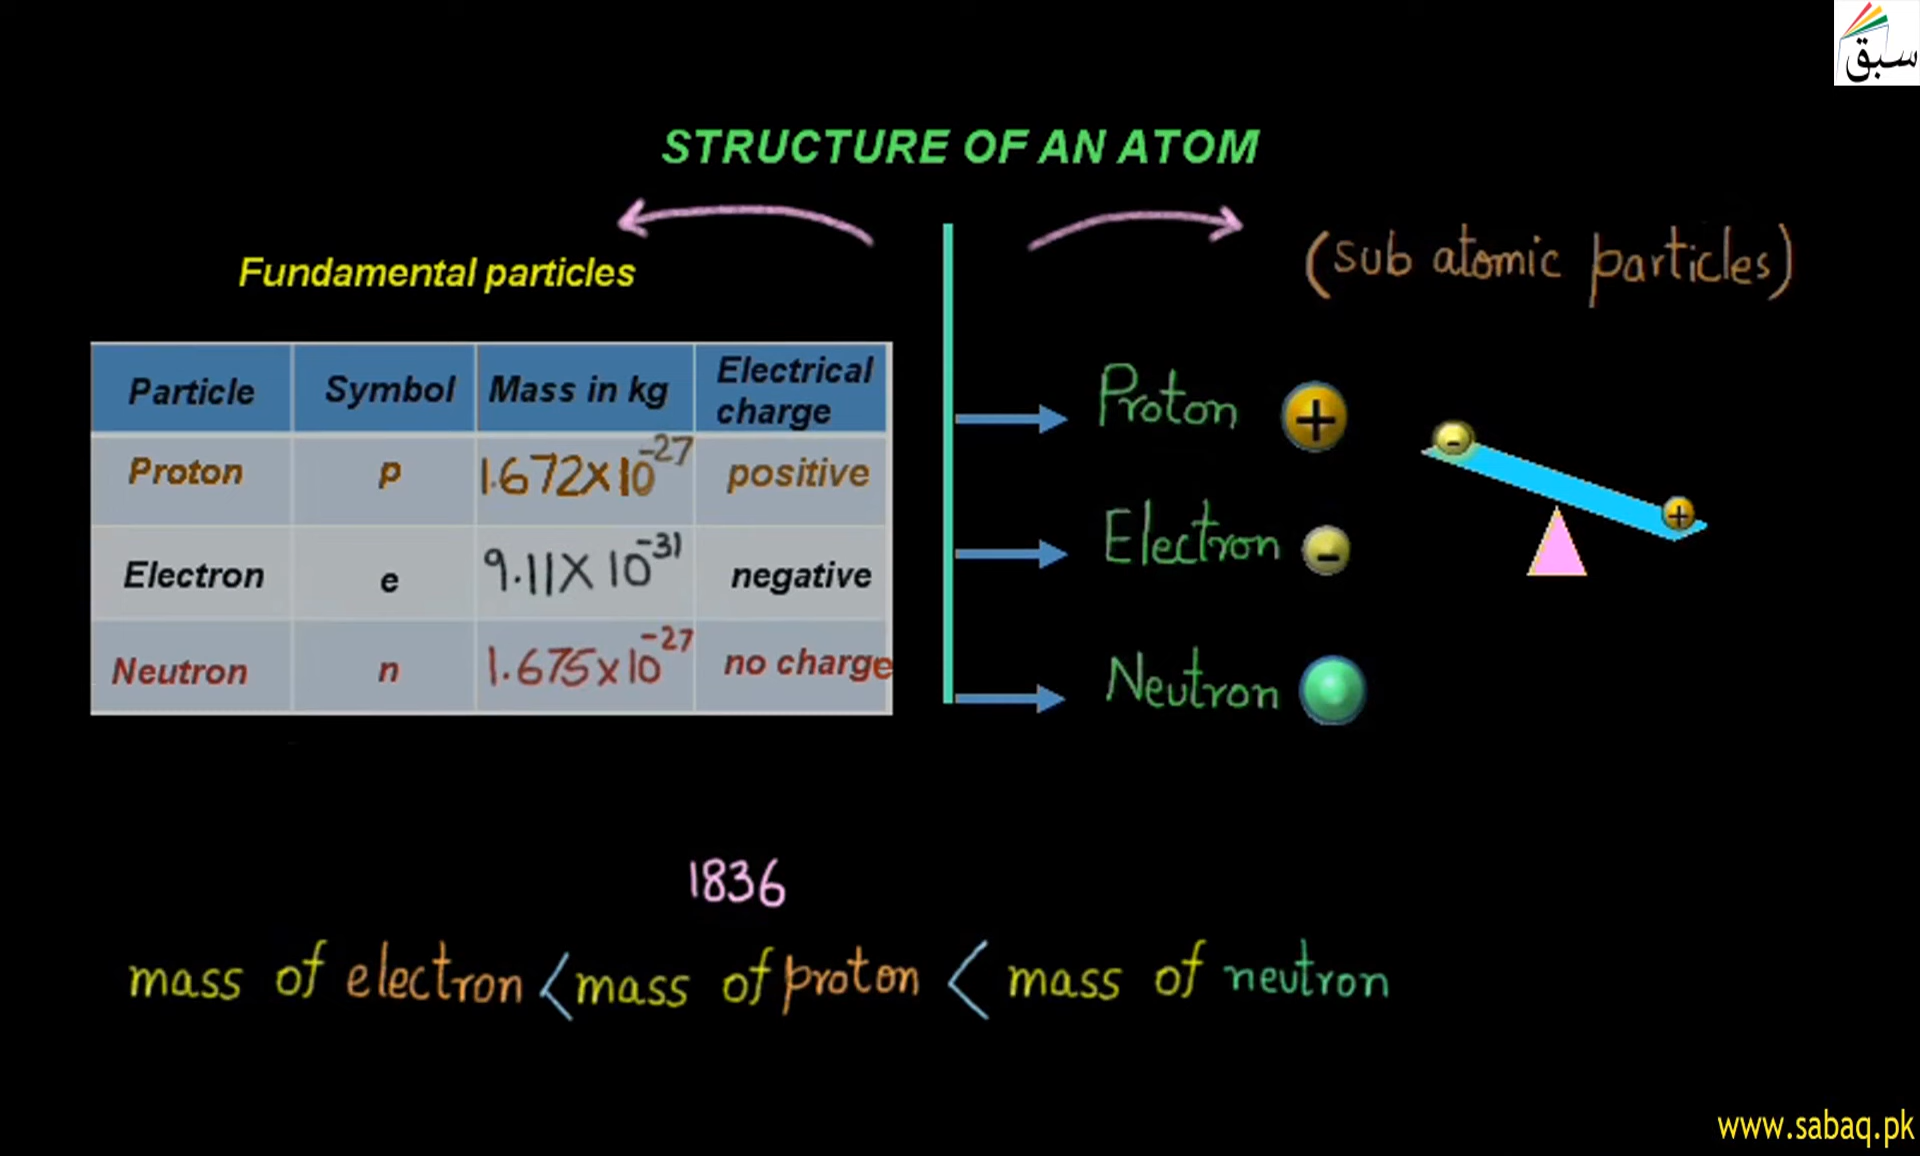 سبق
STRUCTURE OF AN ATOM
Fundamental particles
(sub atomic particles)
Particle Symbol Mass in kg Electrical charge
Proton p 1.672X10⁻²⁷ positive
Electron e 9.11X10⁻³¹ negative
Neutron n 1.675x10⁻²⁷ no charge
Proton +
Electron -
Neutron
-
+
1836
mass of electron < mass of proton < mass of neutron
www.sabaq.pk